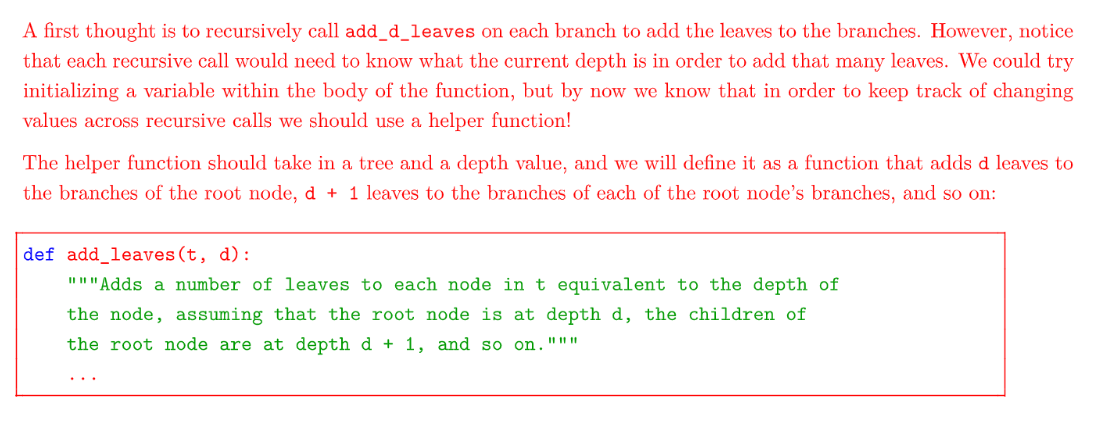 A first thought is to recursively call add_d_leaves on each branch to add the leaves to the branches. However, notice
that each recursive call would need to know what the current depth is in order to add that many leaves. We could try
initializing a variable within the body of the function, but by now we know that in order to keep track of changing
values across recursive calls we should use a helper function!
The helper function should take in a tree and a depth value, and we will define it as a function that adds d leaves to
the branches of the root node, d + 1 leaves to the branches of each of the root node's branches, and so on:
def add_leaves(t, d):
    """Adds a number of leaves to each node in t equivalent to the depth of
    the node, assuming that the root node is at depth d, the children of
    the root node are at depth d + 1, and so on."""
    ...